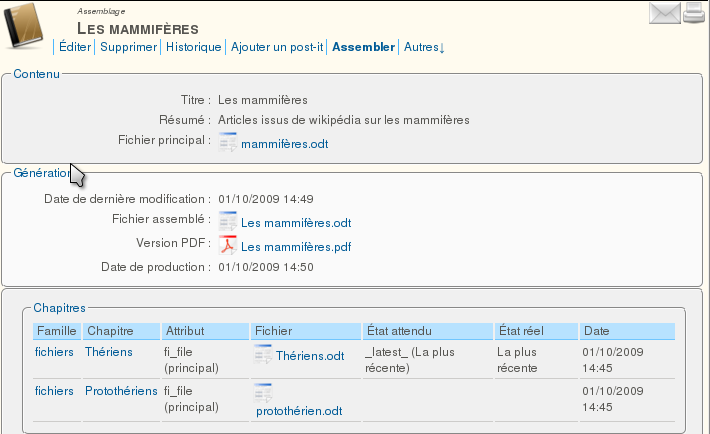 Assemblage
Les mammifères
Éditer Supprimer Historique Ajouter un post-it Assembler Autres↓
Contenu
Titre : Les mammifères
Résumé : Articles issus de wikipédia sur les mammifères
Fichier principal : mammifères.odt
Génération
Date de dernière modification : 01/10/2009 14:49
Fichier assemblé : Les mammifères.odt
Version PDF : Les mammifères.pdf
Date de production : 01/10/2009 14:50
Chapitres
Famille Chapitre Attribut Fichier État attendu État réel Date
fichiers Thériens fi_file Thériens.odt _latest_ (La plus La plus 01/10/2009
(principal) récente) récente 14:45
fichiers Protothériens fi_file 01/10/2009
(principal) protothérien.odt 14:45